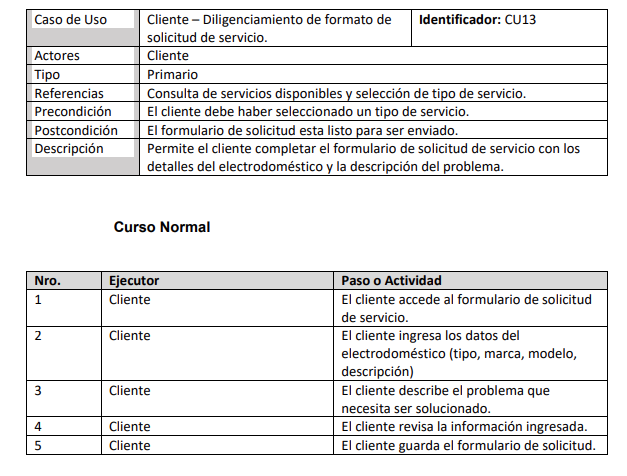 Caso de Uso Cliente – Diligenciamiento de formato de Identificador: CU13
solicitud de servicio.
Actores Cliente
Tipo Primario
Referencias Consulta de servicios disponibles y selección de tipo de servicio.
Precondición El cliente debe haber seleccionado un tipo de servicio.
Postcondición El formulario de solicitud esta listo para ser enviado.
Descripción Permite el cliente completar el formulario de solicitud de servicio con los
detalles del electrodoméstico y la descripción del problema.
Curso Normal
Nro. Ejecutor Paso o Actividad
1 Cliente El cliente accede al formulario de solicitud
de servicio.
2 Cliente El cliente ingresa los datos del
electrodoméstico (tipo, marca, modelo,
descripción)
3 Cliente El cliente describe el problema que
necesita ser solucionado.
4 Cliente El cliente revisa la información ingresada.
5 Cliente El cliente guarda el formulario de solicitud.